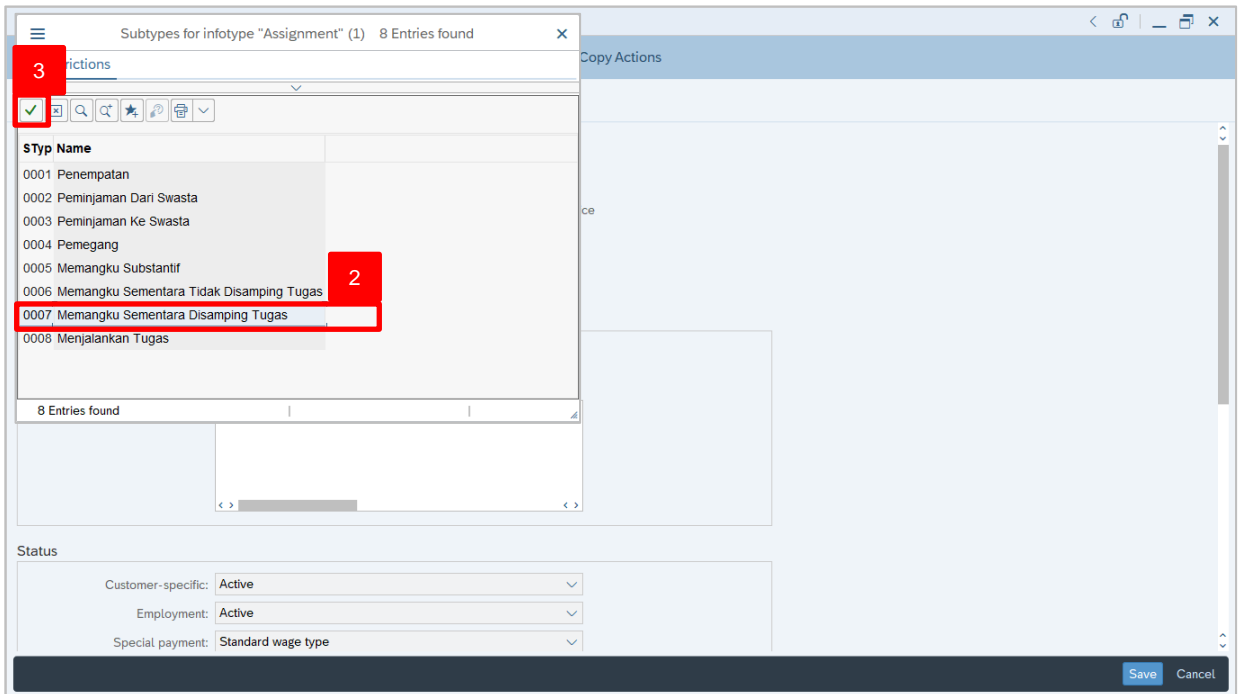 Subtypes for infotype "Assignment" (1) 8 Entries found
3
rictions
Copy Actions
STyp Name
0001 Penempatan
0002 Peminjaman Dari Swasta
ce
0003 Peminjaman Ke Swasta
0004 Pemegang
0005 Memangku Substantif
2
0006 Memangku Sementara Tidak Disamping Tugas
0007 Memangku Sementara Disamping Tugas
0008 Menjalankan Tugas
8 Entries found
Status
Customer-specific: Active
Employment: Active
Special payment: Standard wage type
Save Cancel